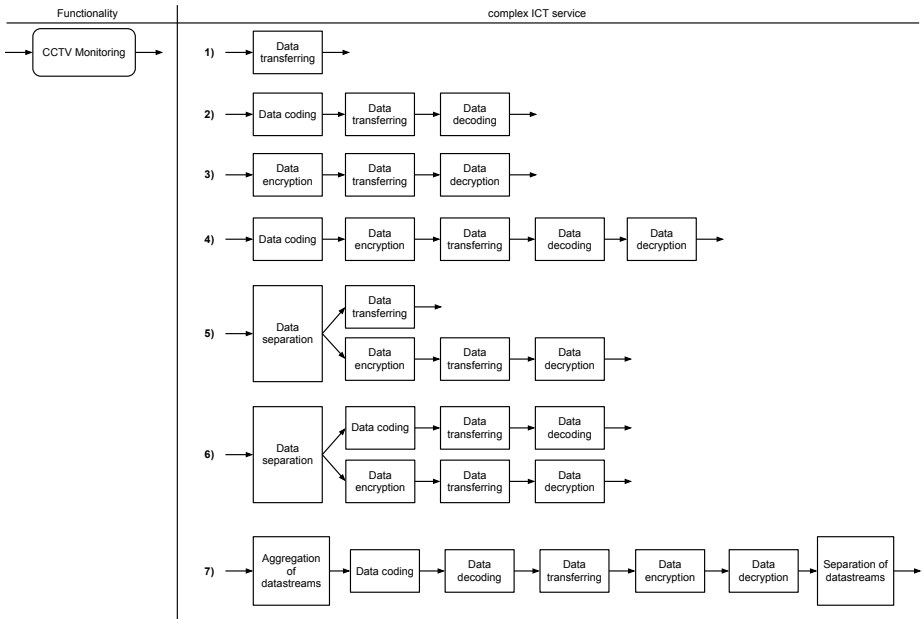 Functionality
complex ICT service
CCTV Monitoring
1)
Data
transferring
2)
Data coding
Data
transferring
Data
decoding
3)
Data
encryption
Data
transferring
Data
decryption
4)
Data coding
Data
encryption
Data
transferring
Data
decoding
Data
decryption
5)
Data
separation
Data
transferring
Data
encryption
Data
transferring
Data
decryption
6)
Data
separation
Data coding
Data
transferring
Data
decoding
Data
encryption
Data
transferring
Data
decryption
7)
Aggregation
of
datastreams
Data coding
Data
decoding
Data
transferring
Data
encryption
Data
decryption
Separation of
datastreams